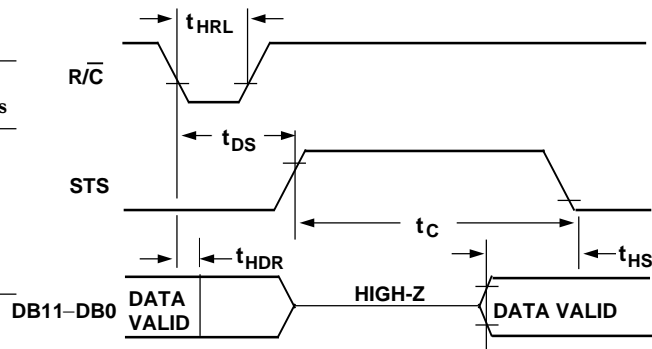 tHRL
R/C̅
s
tDS
STS
tC
tHDR
tHS
HIGH-Z
DB11–DB0
DATA VALID
DATA VALID